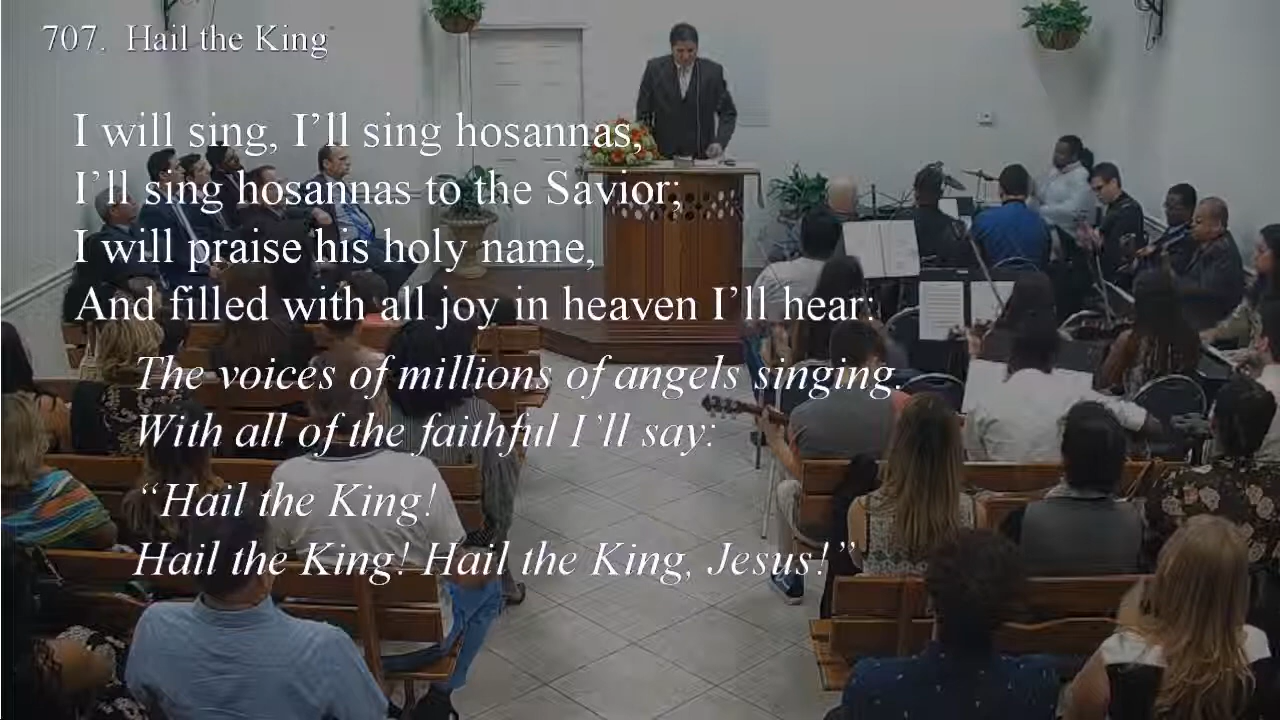 707. Hail the King
I will sing, I’ll sing hosannas,
I’ll sing hosannas to the Savior;
I will praise his holy name,
And filled with all joy in heaven I’ll hear:
The voices of millions of angels singing.
With all of the faithful I’ll say:
“Hail the King!
Hail the King! Hail the King, Jesus!”